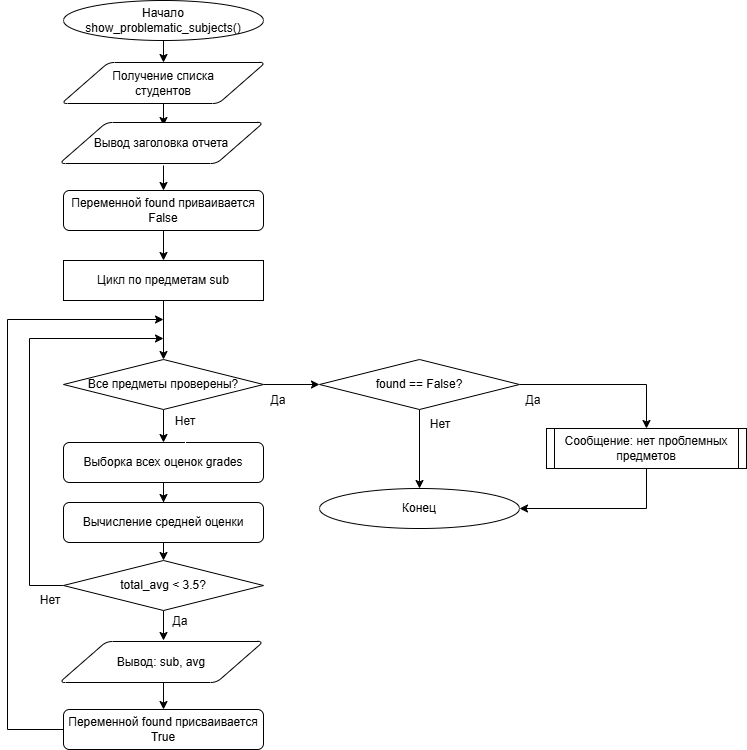 Начало
show_problematic_subjects()
Получение списка
студентов
Вывод заголовка отчета
Переменной found приваивается
False
Цикл по предметам sub
Все предметы проверены?
Да
found == False?
Да
Нет
Нет
Сообщение: нет проблемных
предметов
Выборка всех оценок grades
Конец
Вычисление средней оценки
total_avg < 3.5?
Нет
Да
Вывод: sub, avg
Переменной found присваивается
True